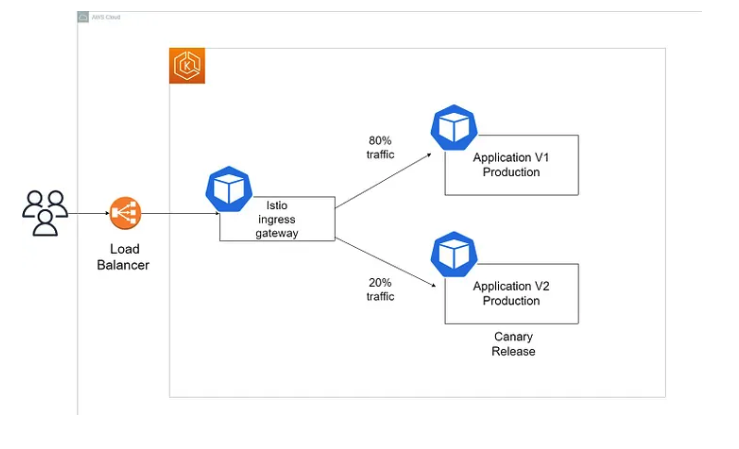 AWS Cloud
80%
traffic
Application V1
Production
Istio
ingress
gateway
Load
Balancer
Application V2
Production
20%
traffic
Canary
Release